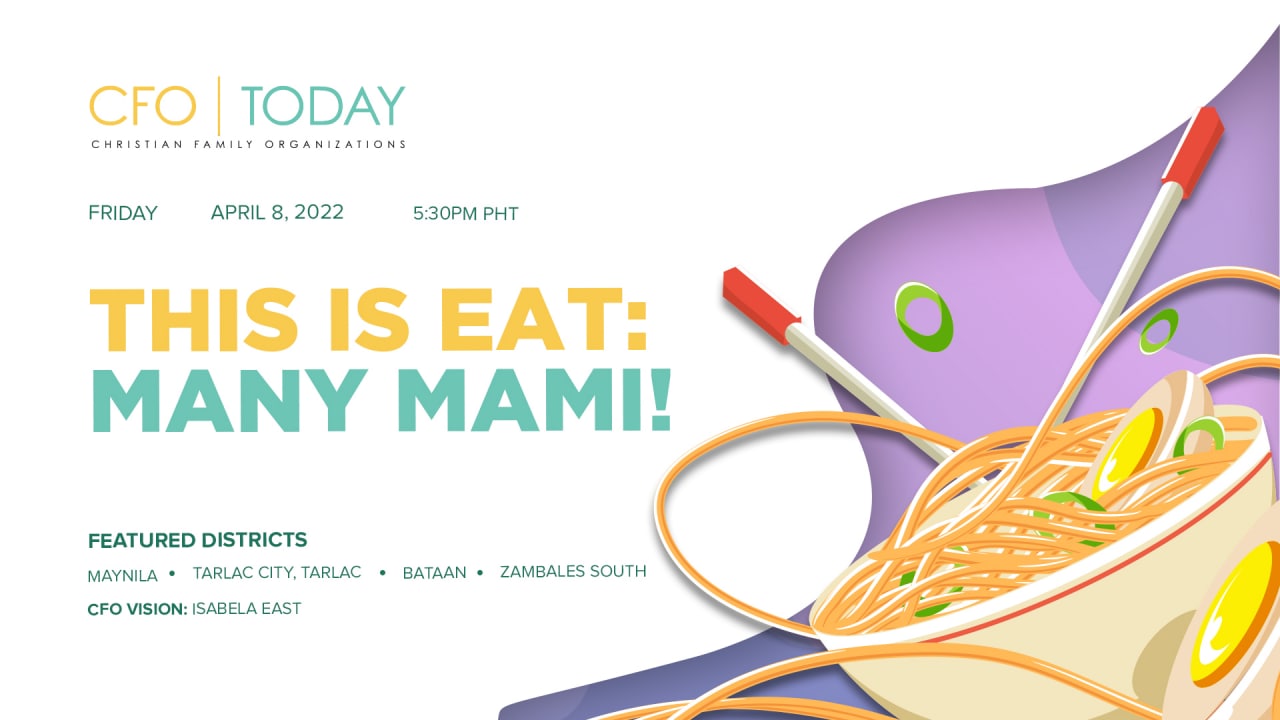 CFO | TODAY
CHRISTIAN FAMILY ORGANIZATIONS
FRIDAY APRIL 8, 2022 5:30PM PHT
THIS IS EAT:
MANY MAMI!
FEATURED DISTRICTS
MAYNILA • TARLAC CITY, TARLAC • BATAAN • ZAMBALES SOUTH
CFO VISION: ISABELA EAST